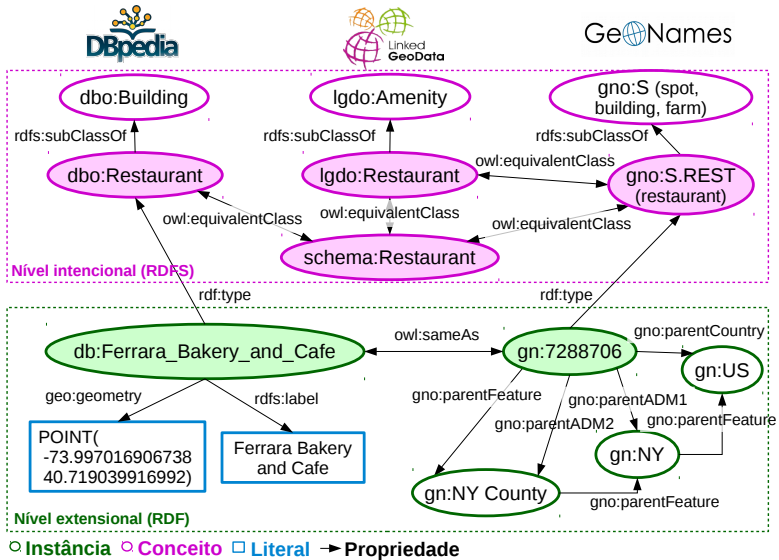 DBpedia
Linked
GeoData
GeoNames
dbo:Building
lgdo:Amenity
gno:S (spot,
building, farm)
rdfs:subClassOf
rdfs:subClassOf
rdfs:subClassOf
owl:equivalentClass
dbo:Restaurant
lgdo:Restaurant
gno:S.REST
(restaurant)
owl:equivalentClass
owl:equivalentClass
owl:equivalentClass
schema:Restaurant
Nível intencional (RDFS)
rdf:type
rdf:type
owl:sameAs
gno:parentCountry
db:Ferrara_Bakery_and_Cafe
gn:7288706
gn:US
geo:geometry
rdfs:label
gno:parentFeature
gno:parentADM1
gno:parentADM2
gno:parentFeature
POINT(
-73.997016906738
40.719039916992)
Ferrara Bakery
and Cafe
gn:NY
gn:NY County
gno:parentFeature
Nível extensional (RDF)
Instância
Conceito
Literal
Propriedade